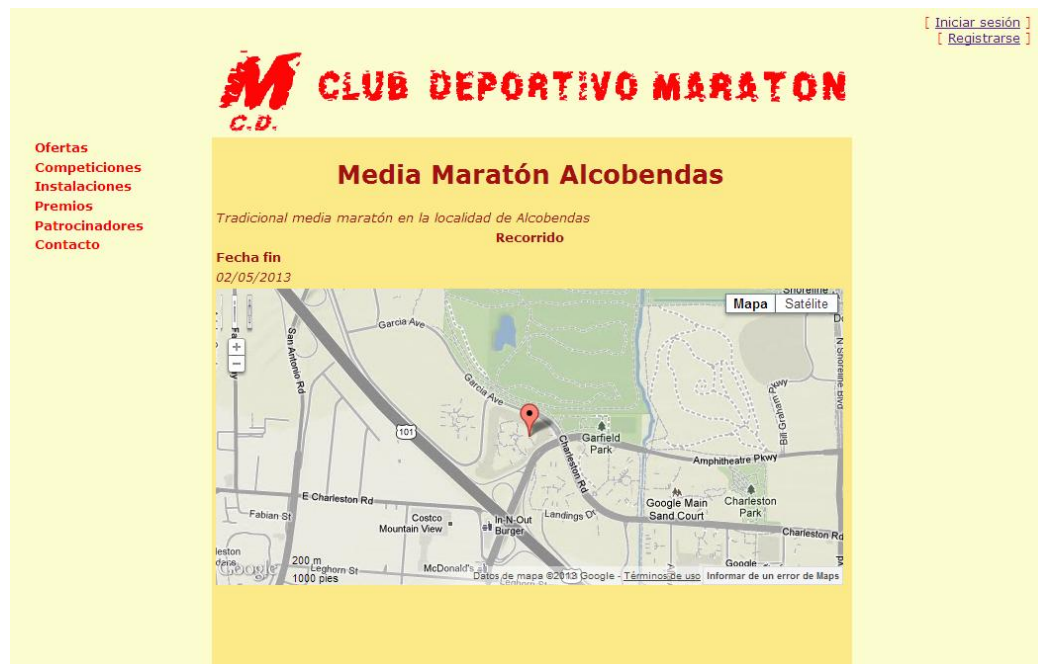 [ Iniciar sesión ]
[ Registrarse ]
M
C.D.
CLUB DEPORTIVO MARATON
Ofertas
Competiciones
Instalaciones
Premios
Patrocinadores
Contacto
Media Maratón Alcobendas
Tradicional media maratón en la localidad de Alcobendas
Recorrido
Fecha fin
02/05/2013
Mapa Satélite
Shoreline
Garcia Ave
San Antonio Rd
N Shoreline Blvd
Garcia Ave
Bill Graham Pkwy
101
Garfield
Park
Charleston Rd
Amphitheatre Pkwy
E Charleston Rd
Google Main
Sand Court
Charleston
Park
Fabian St
Costco
Mountain View
In-N-Out
Burger
Landings Dr
Charleston Rd
200 m
1000 pies
Leghorn St
McDonald's
Google
Google
Datos de mapa ©2013 Google - Términos de uso Informar de un error de Maps